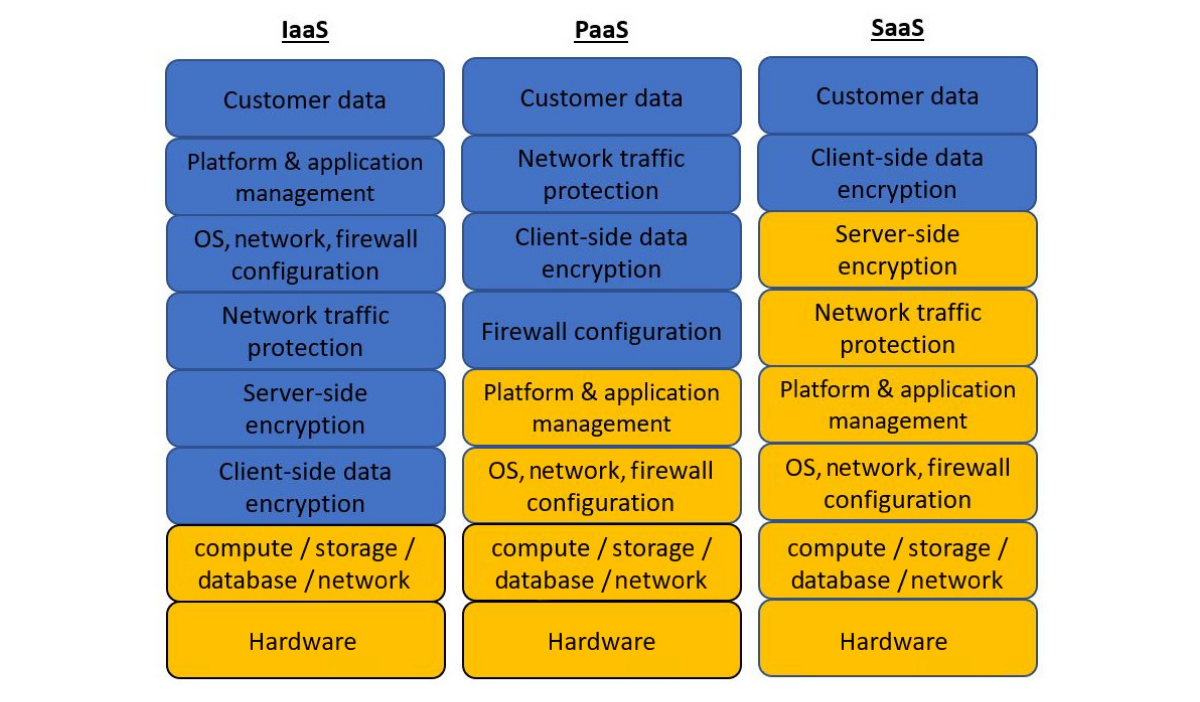 IaaS
Customer data
Platform & application
management
OS, network, firewall
configuration
Network traffic
protection
Server-side
encryption
Client-side data
encryption
compute / storage /
database / network
Hardware
PaaS
Customer data
Network traffic
protection
Client-side data
encryption
Firewall configuration
Platform & application
management
OS, network, firewall
configuration
compute / storage /
database / network
Hardware
SaaS
Customer data
Client-side data
encryption
Server-side
encryption
Network traffic
protection
Platform & application
management
OS, network, firewall
configuration
compute / storage /
database / network
Hardware